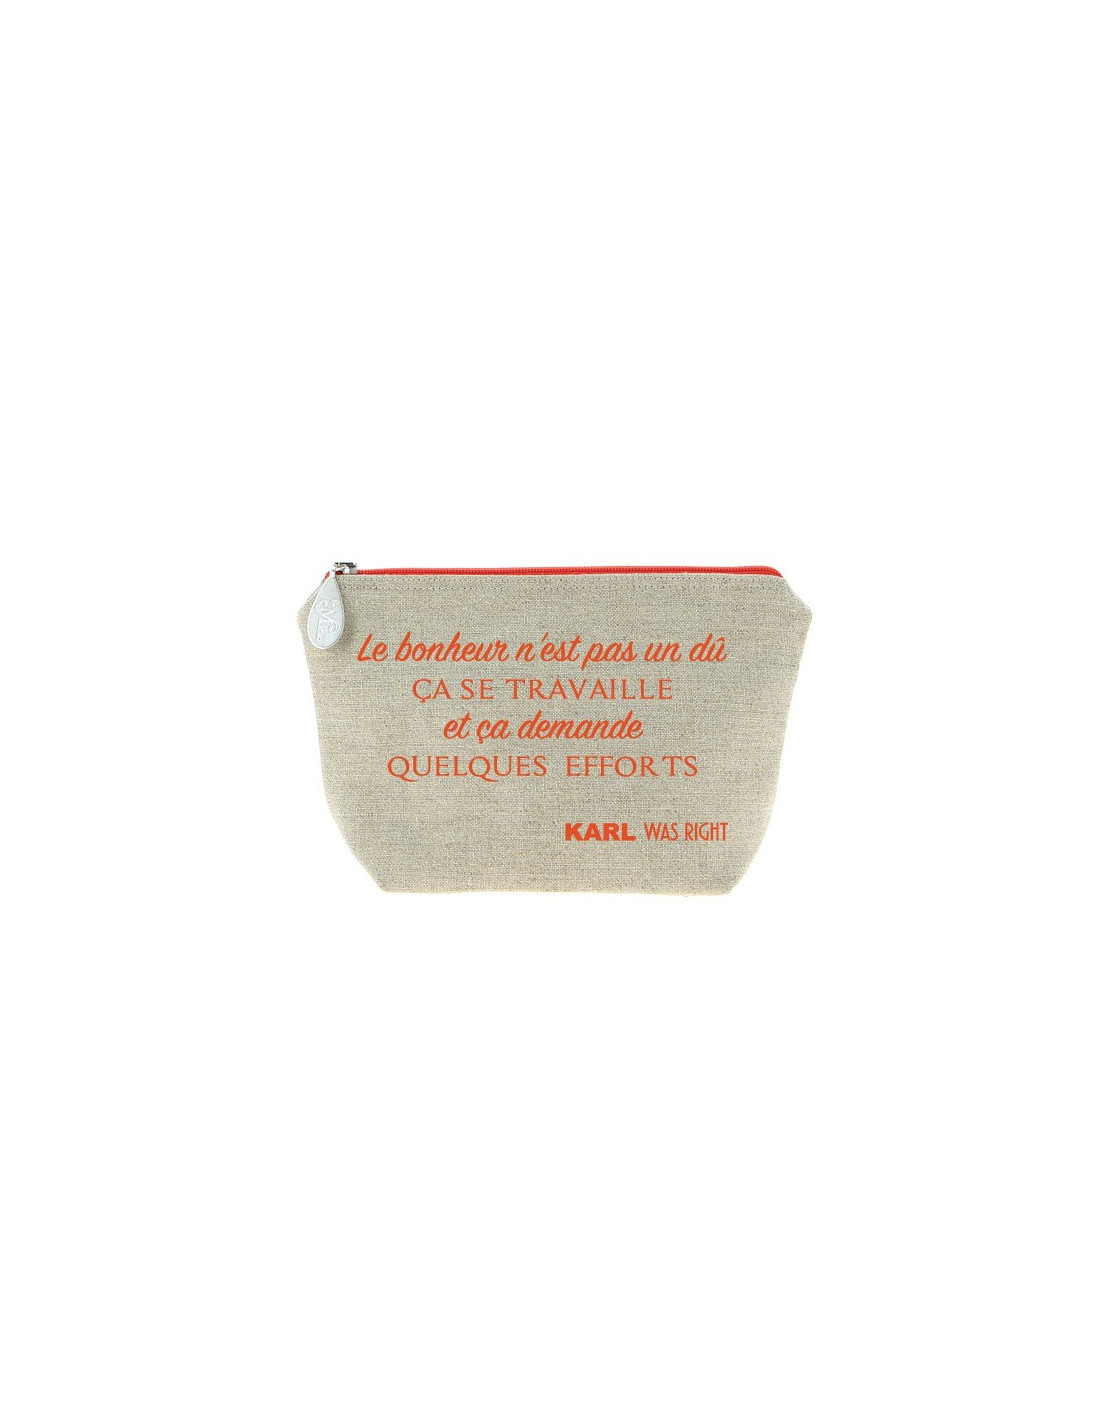 Le bonheur n'est pas un dû
ÇA SE TRAVAILLE
et ça demande
QUELQUES EFFORTS
KARL WAS RIGHT